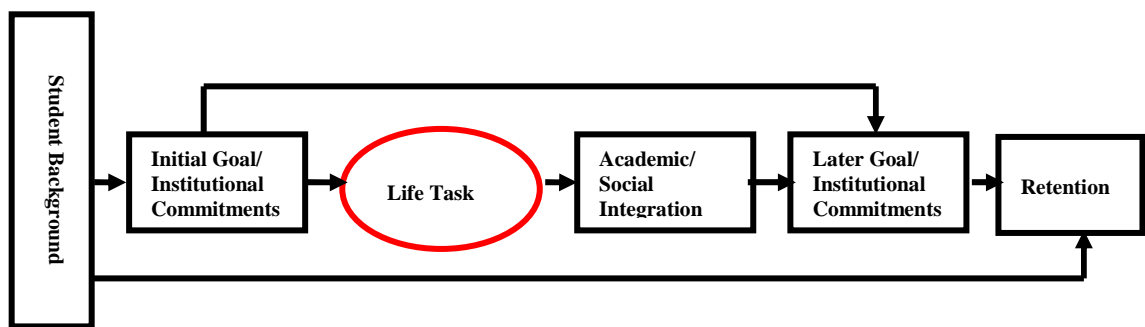 Student Background
Initial Goal/
Institutional
Commitments
Life Task
Academic/
Social
Integration
Later Goal/
Institutional
Commitments
Retention